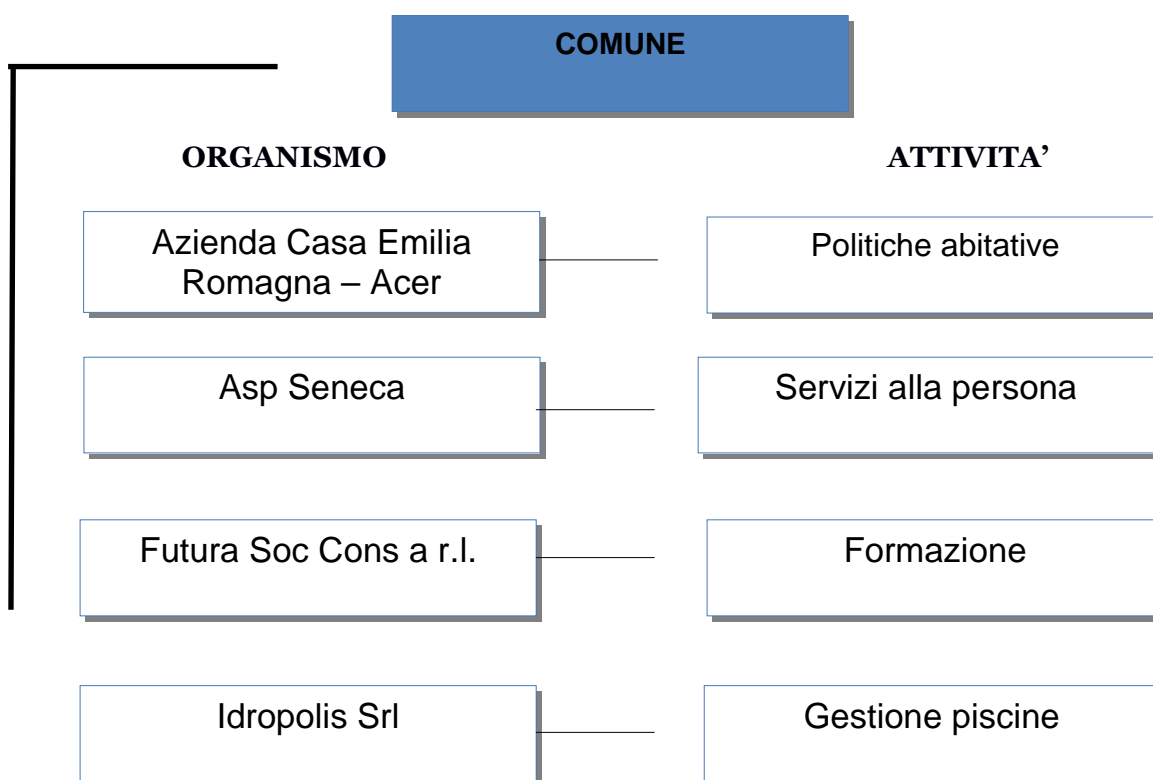 COMUNE
ORGANISMO
ATTIVITA’
Azienda Casa Emilia
Romagna – Acer
Politiche abitative
Asp Seneca
Servizi alla persona
Futura Soc Cons a r.l.
Formazione
Idropolis Srl
Gestione piscine